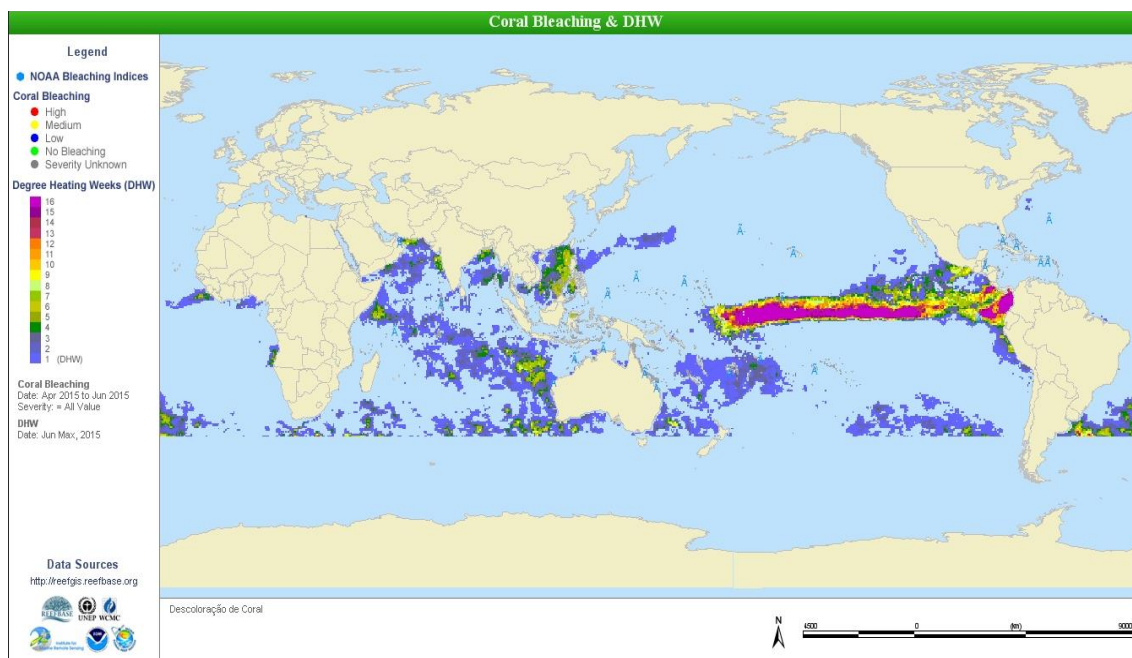 Coral Bleaching & DHW
Legend
NOAA Bleaching Indices
Coral Bleaching
High
Medium
Low
No Bleaching
Severity Unknown
Degree Heating Weeks (DHW)
16
15
14
13
12
11
10
9
8
7
6
5
4
3
2
1 (DHW)
Coral Bleaching
Date: Apr 2015 to Jun 2015
Severity: = All Value
DHW
Date: Jun Max, 2015
Data Sources
http://reefgis.reefbase.org
REEFBASE
UNEP WCMC
Descoloração de Coral
N
4500 0 (km) 9000